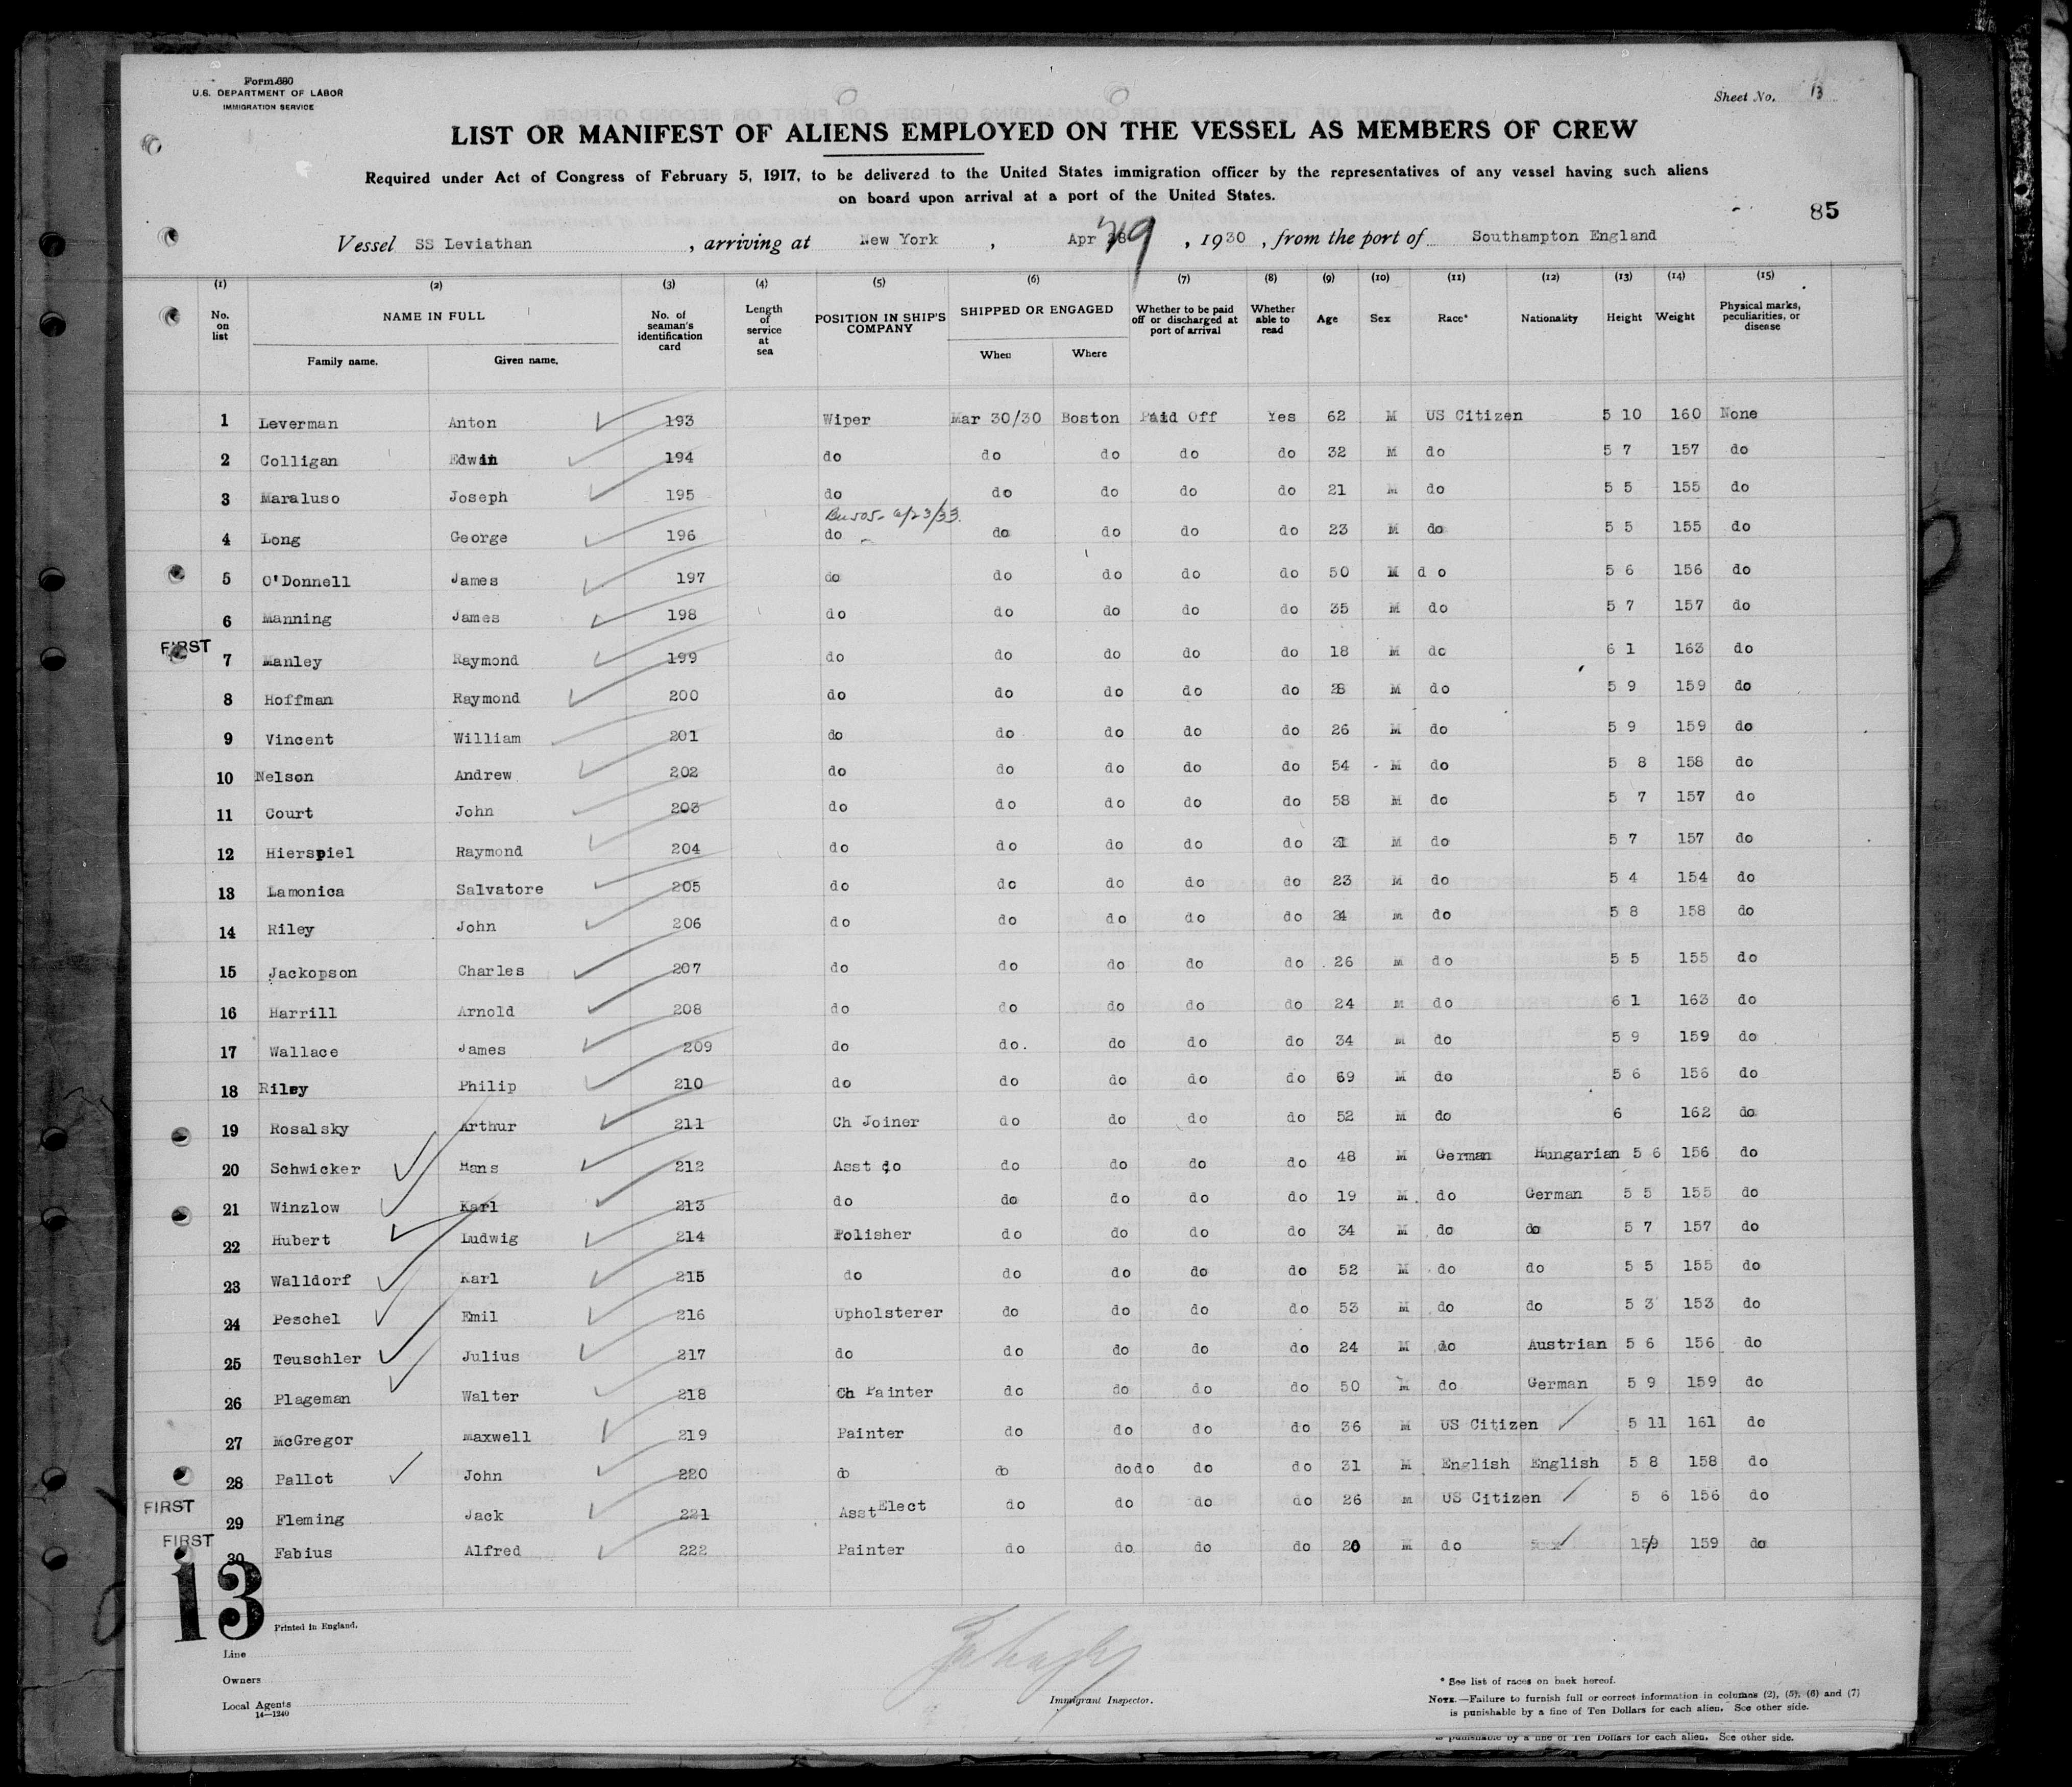 Form 680
U.S. DEPARTMENT OF LABOR
IMMIGRATION SERVICE
Sheet No. 13
LIST OR MANIFEST OF ALIENS EMPLOYED ON THE VESSEL AS MEMBERS OF CREW
Required under Act of Congress of February 5, 1917, to be delivered to the United States immigration officer by the representatives of any vessel having such aliens
on board upon arrival at a port of the United States.
85
Vessel SS Leviathan , arriving at New York , Apr 29 , 1930 , from the port of Southampton England
(1) (2) (3) (4) (5) (6) (7) (8) (9) (10) (11) (12) (13) (14) (15)
No. on list NAME IN FULL Family name. Given name. No. of seaman's identification card Length of service at sea POSITION IN SHIP'S COMPANY SHIPPED OR ENGAGED When Where Whether to be paid off or discharged at port of arrival Whether able to read Age Sex Race* Nationality Height Weight Physical marks, peculiarities, or disease
1 Leverman Anton 193 Wiper Mar 30/30 Boston Paid Off Yes 62 M US Citizen 5 10 160 None
2 Colligan Edwin 194 do do do do do 32 M do 5 7 157 do
3 Maraluso Joseph 195 do do do do do 21 M do 5 5 155 do
4 Long George 196 do do do do do 23 M do 5 5 155 do
5 O'Donnell James 197 do do do do do 50 M d o 5 6 156 do
6 Manning James 198 do do do do do 35 M do 5 7 157 do
FIRST 7 Manley Raymond 199 do do do do do 18 M do 6 1 163 do
8 Hoffman Raymond 200 do do do do do 28 M do 5 9 159 do
9 Vincent William 201 do do do do do 26 M do 5 9 159 do
10 Nelson Andrew 202 do do do do do 54 M do 5 8 158 do
11 Court John 203 do do do do do 58 M do 5 7 157 do
12 Hierspiel Raymond 204 do do do do do 31 M do 5 7 157 do
13 Lamonica Salvatore 205 do do do do do 23 M do 5 4 154 do
14 Riley John 206 do do do do do 24 M do 5 8 158 do
15 Jackopson Charles 207 do do do do do 26 M do 5 5 155 do
16 Harrill Arnold 208 do do do do do 24 M do 6 1 163 do
17 Wallace James 209 do do. do do do 34 M do 5 9 159 do
18 Riley Philip 210 do do do do do 69 M do 5 6 156 do
19 Rosalsky Arthur 211 Ch Joiner do do do do 52 M do 6 162 do
20 Schwicker Hans 212 Asst do do do do do 48 M German Hungarian 5 6 156 do
21 Winzlow Karl 213 do do do do do 19 M do German 5 5 155 do
22 Hubert Ludwig 214 Polisher do do do do 34 M do do 5 7 157 do
23 Walldorf Karl 215 do do do do do 52 M do do 5 5 155 do
24 Peschel Emil 216 Upholsterer do do do do 53 M do do 5 3 153 do
25 Teuschler Julius 217 do do do do do 24 M do Austrian 5 6 156 do
26 Plageman Walter 218 Ch Painter do do do do 50 M do German 5 9 159 do
27 McGregor Maxwell 219 Painter do do do do 36 M US Citizen 5 11 161 do
28 Pallot John 220 do do dodo do do 31 M English English 5 8 158 do
FIRST 29 Fleming Jack 221 Asst Elect do do do do 26 M US Citizen 5 6 156 do
FIRST 30 Fabius Alfred 222 Painter do do do do 20 M do 159 159 do
13
Printed in England.
Line
Owners
Local Agents
14—1240
Immigrant Inspector.
* See list of races on back hereof.
NOTE.—Failure to furnish full or correct information in columns (2), (5), (6) and (7)
is punishable by a fine of Ten Dollars for each alien. See other side.
is punishable by a fine of Ten Dollars for each alien. See other side.